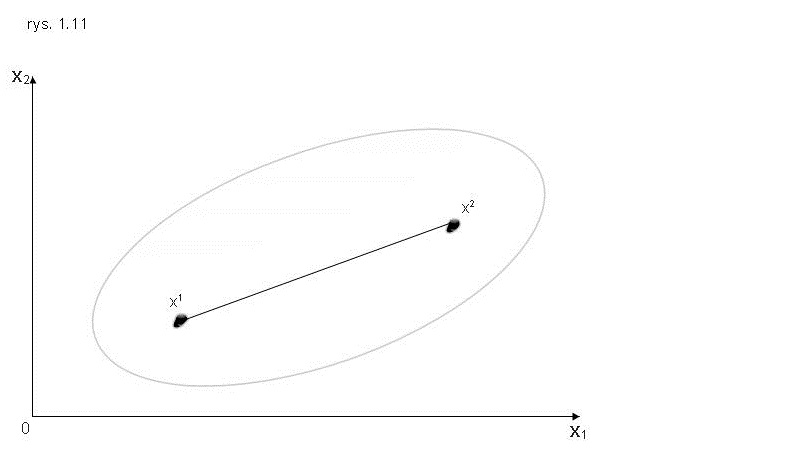 rys. 1.11
x₂
x²
x¹
0
x₁